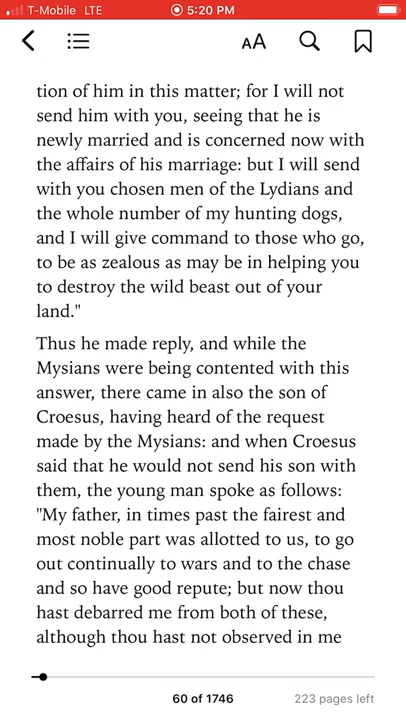 T-Mobile LTE 5:20 PM
AA
tion of him in this matter; for I will not
send him with you, seeing that he is
newly married and is concerned now with
the affairs of his marriage: but I will send
with you chosen men of the Lydians and
the whole number of my hunting dogs,
and I will give command to those who go,
to be as zealous as may be in helping you
to destroy the wild beast out of your
land."
Thus he made reply, and while the
Mysians were being contented with this
answer, there came in also the son of
Croesus, having heard of the request
made by the Mysians: and when Croesus
said that he would not send his son with
them, the young man spoke as follows:
"My father, in times past the fairest and
most noble part was allotted to us, to go
out continually to wars and to the chase
and so have good repute; but now thou
hast debarred me from both of these,
although thou hast not observed in me
60 of 1746 223 pages left